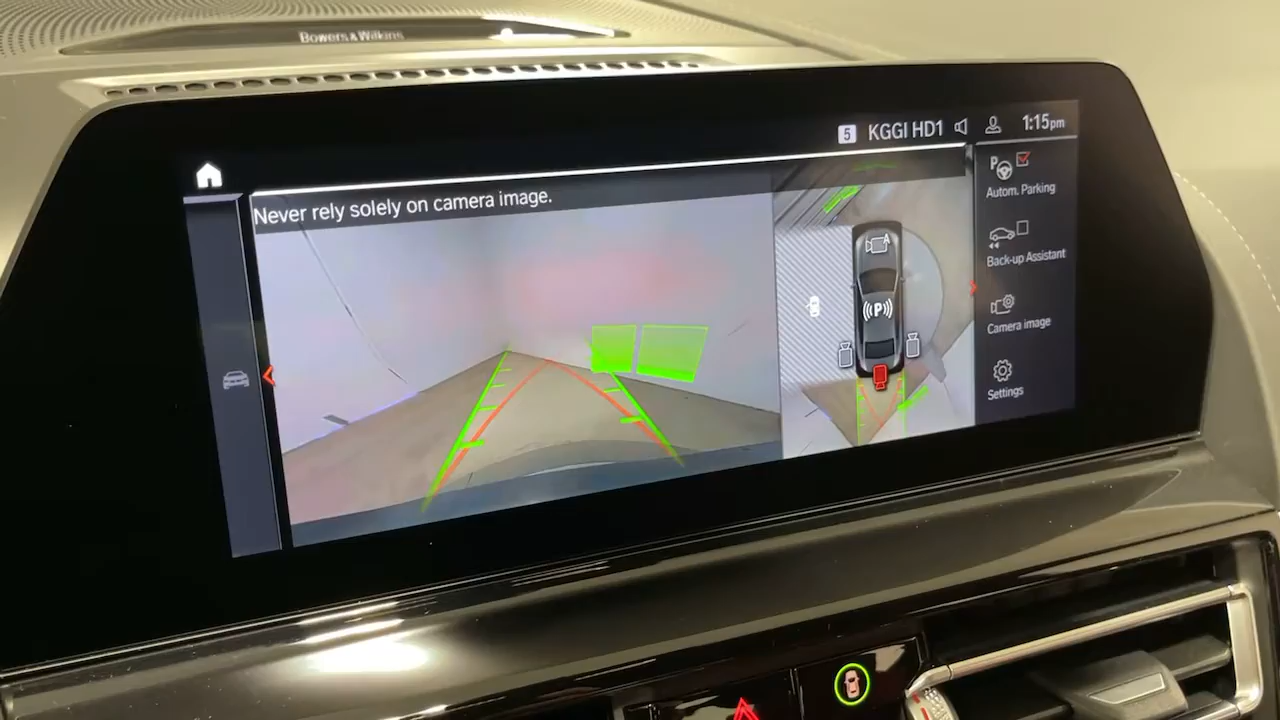 Bowers & Wilkins
5 KGGI HD1 1:15pm
Never rely solely on camera image.
P
Autom. Parking
Back-up Assistant
Camera image
Settings
A
((P))